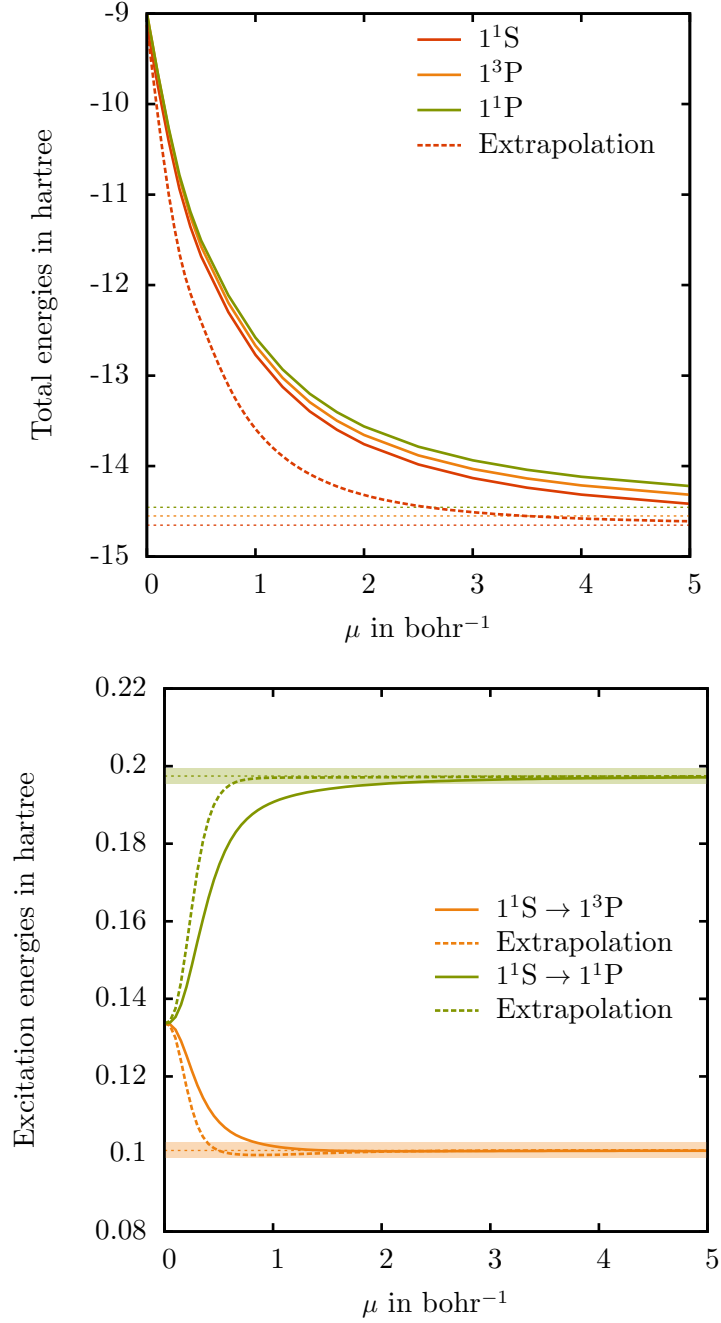 -9
-10
-11
-12
-13
-14
-15
Total energies in hartree
1¹S
1³P
1¹P
Extrapolation
0 1 2 3 4 5
μ in bohr⁻¹
0.22
0.2
0.18
0.16
0.14
0.12
0.1
0.08
Excitation energies in hartree
1¹S → 1³P
Extrapolation
1¹S → 1¹P
Extrapolation
0 1 2 3 4 5
μ in bohr⁻¹